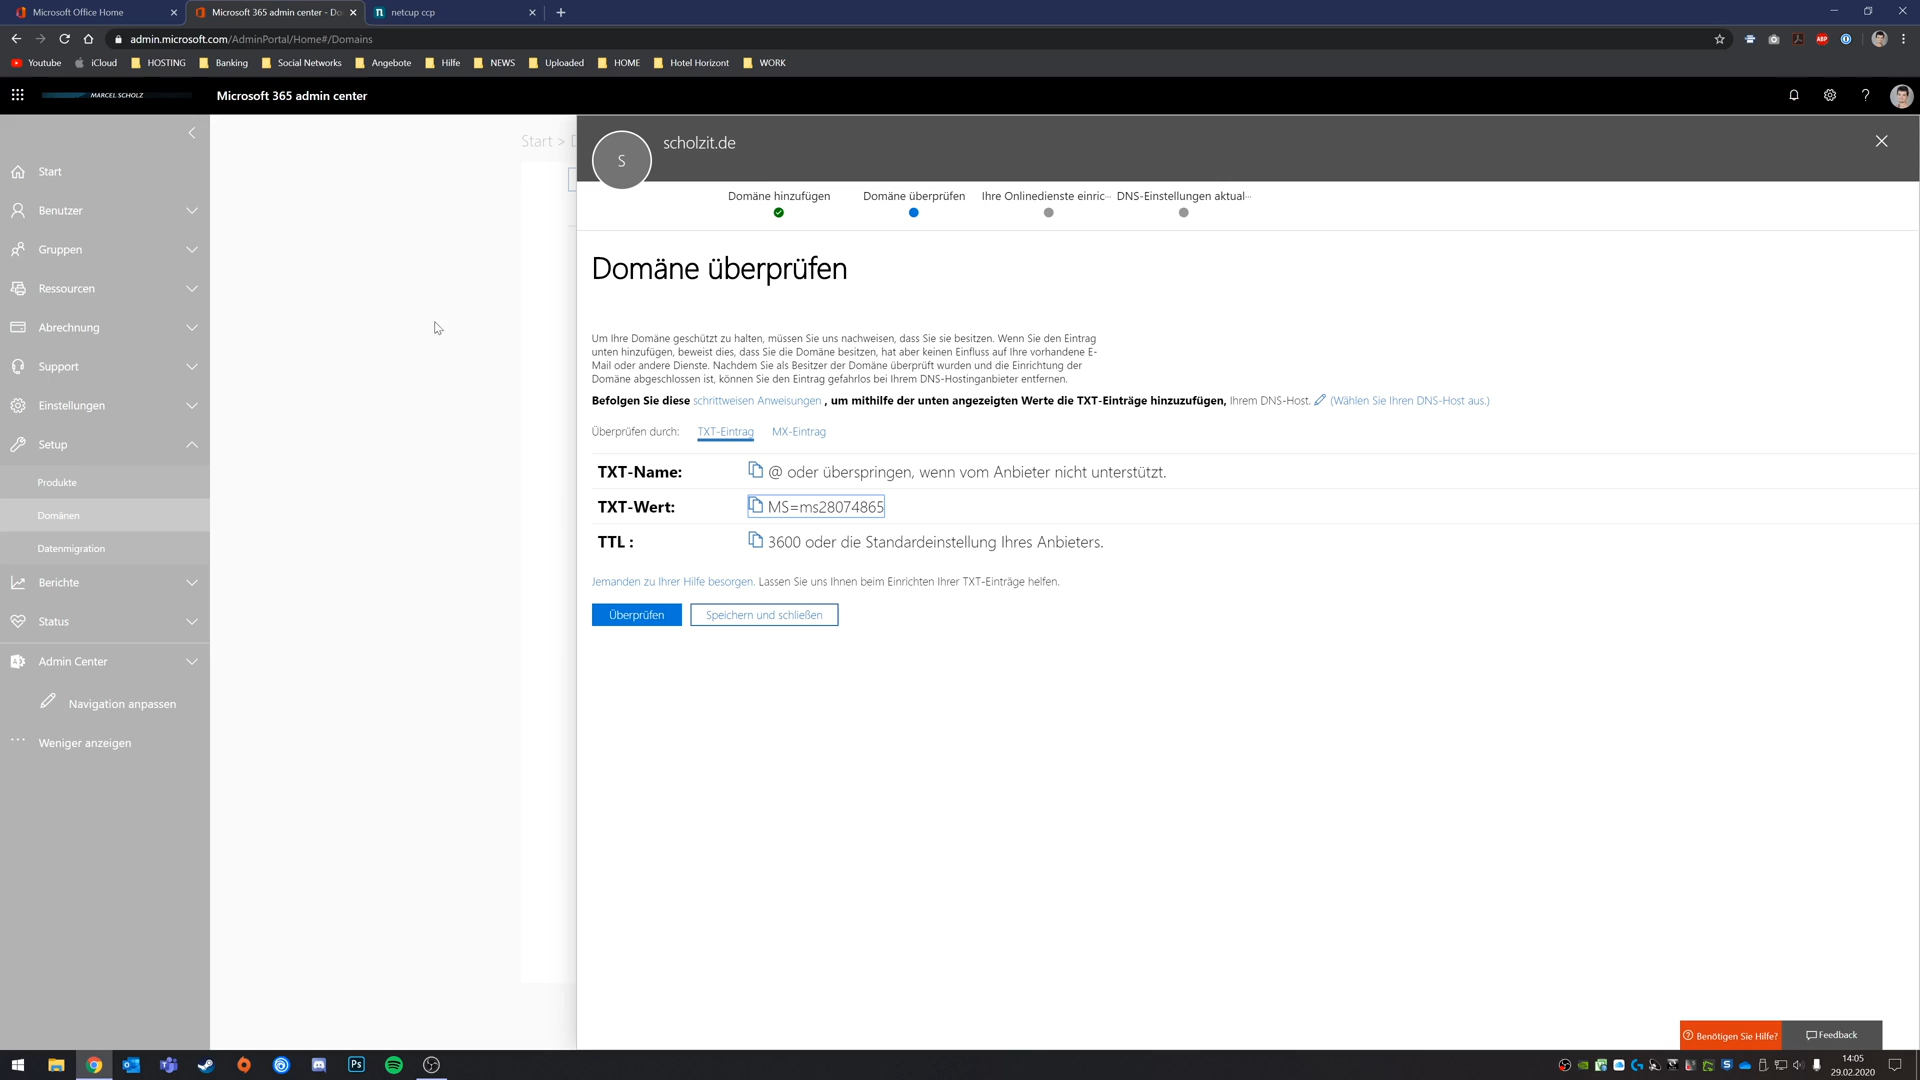 Microsoft Office Home
Microsoft 365 admin center - Do
netcup ccp
admin.microsoft.com/AdminPortal/Home#/Domains
Youtube
iCloud
HOSTING
Banking
Social Networks
Angebote
Hilfe
NEWS
Uploaded
HOME
Hotel Horizont
WORK
MARCEL SCHOLZ
Microsoft 365 admin center
Start
Benutzer
Gruppen
Ressourcen
Abrechnung
Support
Einstellungen
Setup
Produkte
Domänen
Datenmigration
Berichte
Status
Admin Center
Navigation anpassen
Weniger anzeigen
Start > D
S
scholzit.de
Domäne hinzufügen
Domäne überprüfen
Ihre Onlinedienste einric...
DNS-Einstellungen aktual...
Domäne überprüfen
Um Ihre Domäne geschützt zu halten, müssen Sie uns nachweisen, dass Sie sie besitzen. Wenn Sie den Eintrag
unten hinzufügen, beweist dies, dass Sie die Domäne besitzen, hat aber keinen Einfluss auf Ihre vorhandene E-
Mail oder andere Dienste. Nachdem Sie als Besitzer der Domäne überprüft wurden und die Einrichtung der
Domäne abgeschlossen ist, können Sie den Eintrag gefahrlos bei Ihrem DNS-Hostinganbieter entfernen.
Befolgen Sie diese schrittweisen Anweisungen , um mithilfe der unten angezeigten Werte die TXT-Einträge hinzuzufügen, Ihrem DNS-Host. (Wählen Sie Ihren DNS-Host aus.)
Überprüfen durch: TXT-Eintrag MX-Eintrag
TXT-Name: @ oder überspringen, wenn vom Anbieter nicht unterstützt.
TXT-Wert: MS=ms28074865
TTL : 3600 oder die Standardeinstellung Ihres Anbieters.
Jemanden zu Ihrer Hilfe besorgen. Lassen Sie uns Ihnen beim Einrichten Ihrer TXT-Einträge helfen.
Überprüfen
Speichern und schließen
Benötigen Sie Hilfe?
Feedback
Ps
14:05
29.02.2020